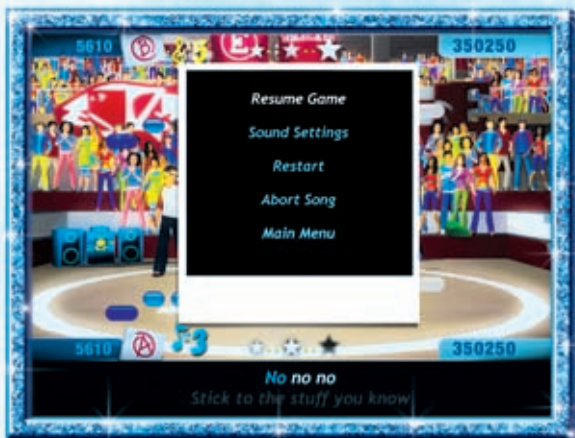 5610 B E 350250
Resume Game
Sound Settings
Restart
Abort Song
Main Menu
5610 A 3 350250
No no no
Stick to the stuff you know